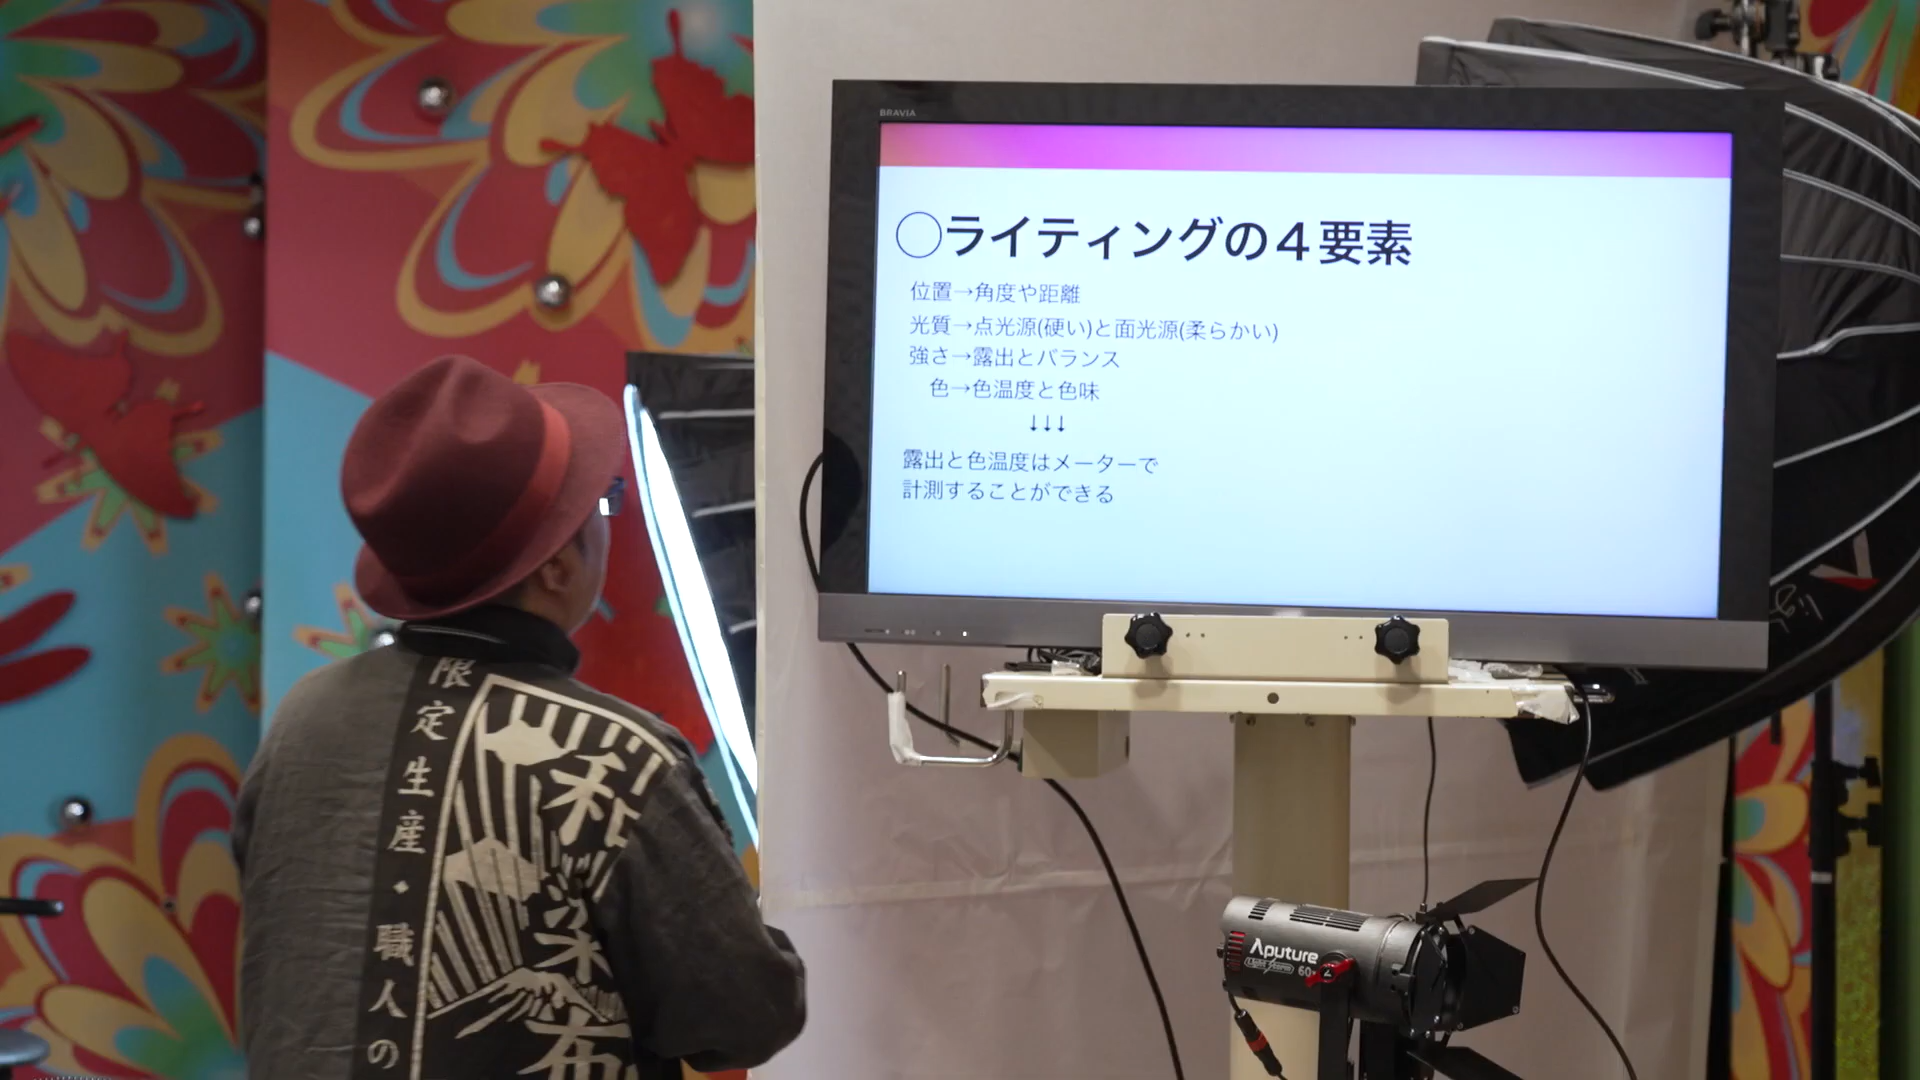 BRAVIA
◯ライティングの4要素
位置→角度や距離
光質→点光源(硬い)と面光源(柔らかい)
強さ→露出とバランス
色→色温度と色味
↓↓↓
露出と色温度はメーターで
計測することができる
限定生産・職人の
染布
Aputure
Light Storm 60x